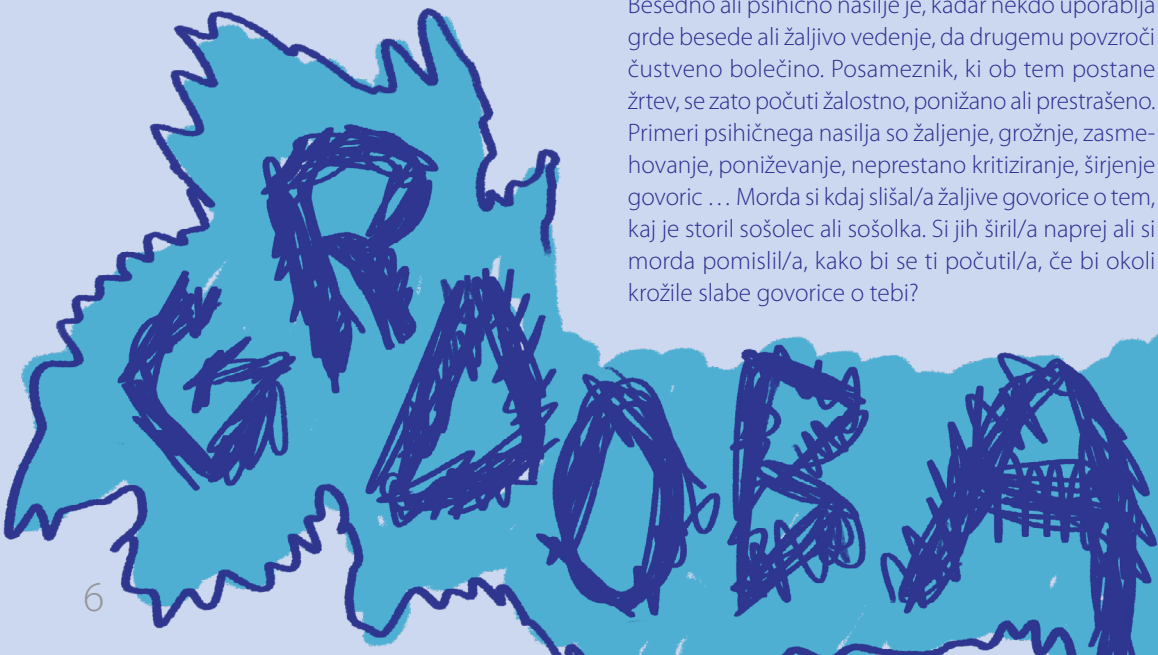 Besedno ali psihično nasilje je, kadar nekdo uporablja
grde besede ali žaljivo vedenje, da drugemu povzroči
čustveno bolečino. Posameznik, ki ob tem postane
žrtev, se zato počuti žalostno, ponižano ali prestrašeno.
Primeri psihičnega nasilja so žaljenje, grožnje, zasme-
hovanje, poniževanje, neprestano kritiziranje, širjenje
govoric … Morda si kdaj slišal/a žaljive govorice o tem,
kaj je storil sošolec ali sošolka. Si jih širil/a naprej ali si
morda pomislil/a, kako bi se ti počutil/a, če bi okoli
krožile slabe govorice o tebi?
GRDOBA
6